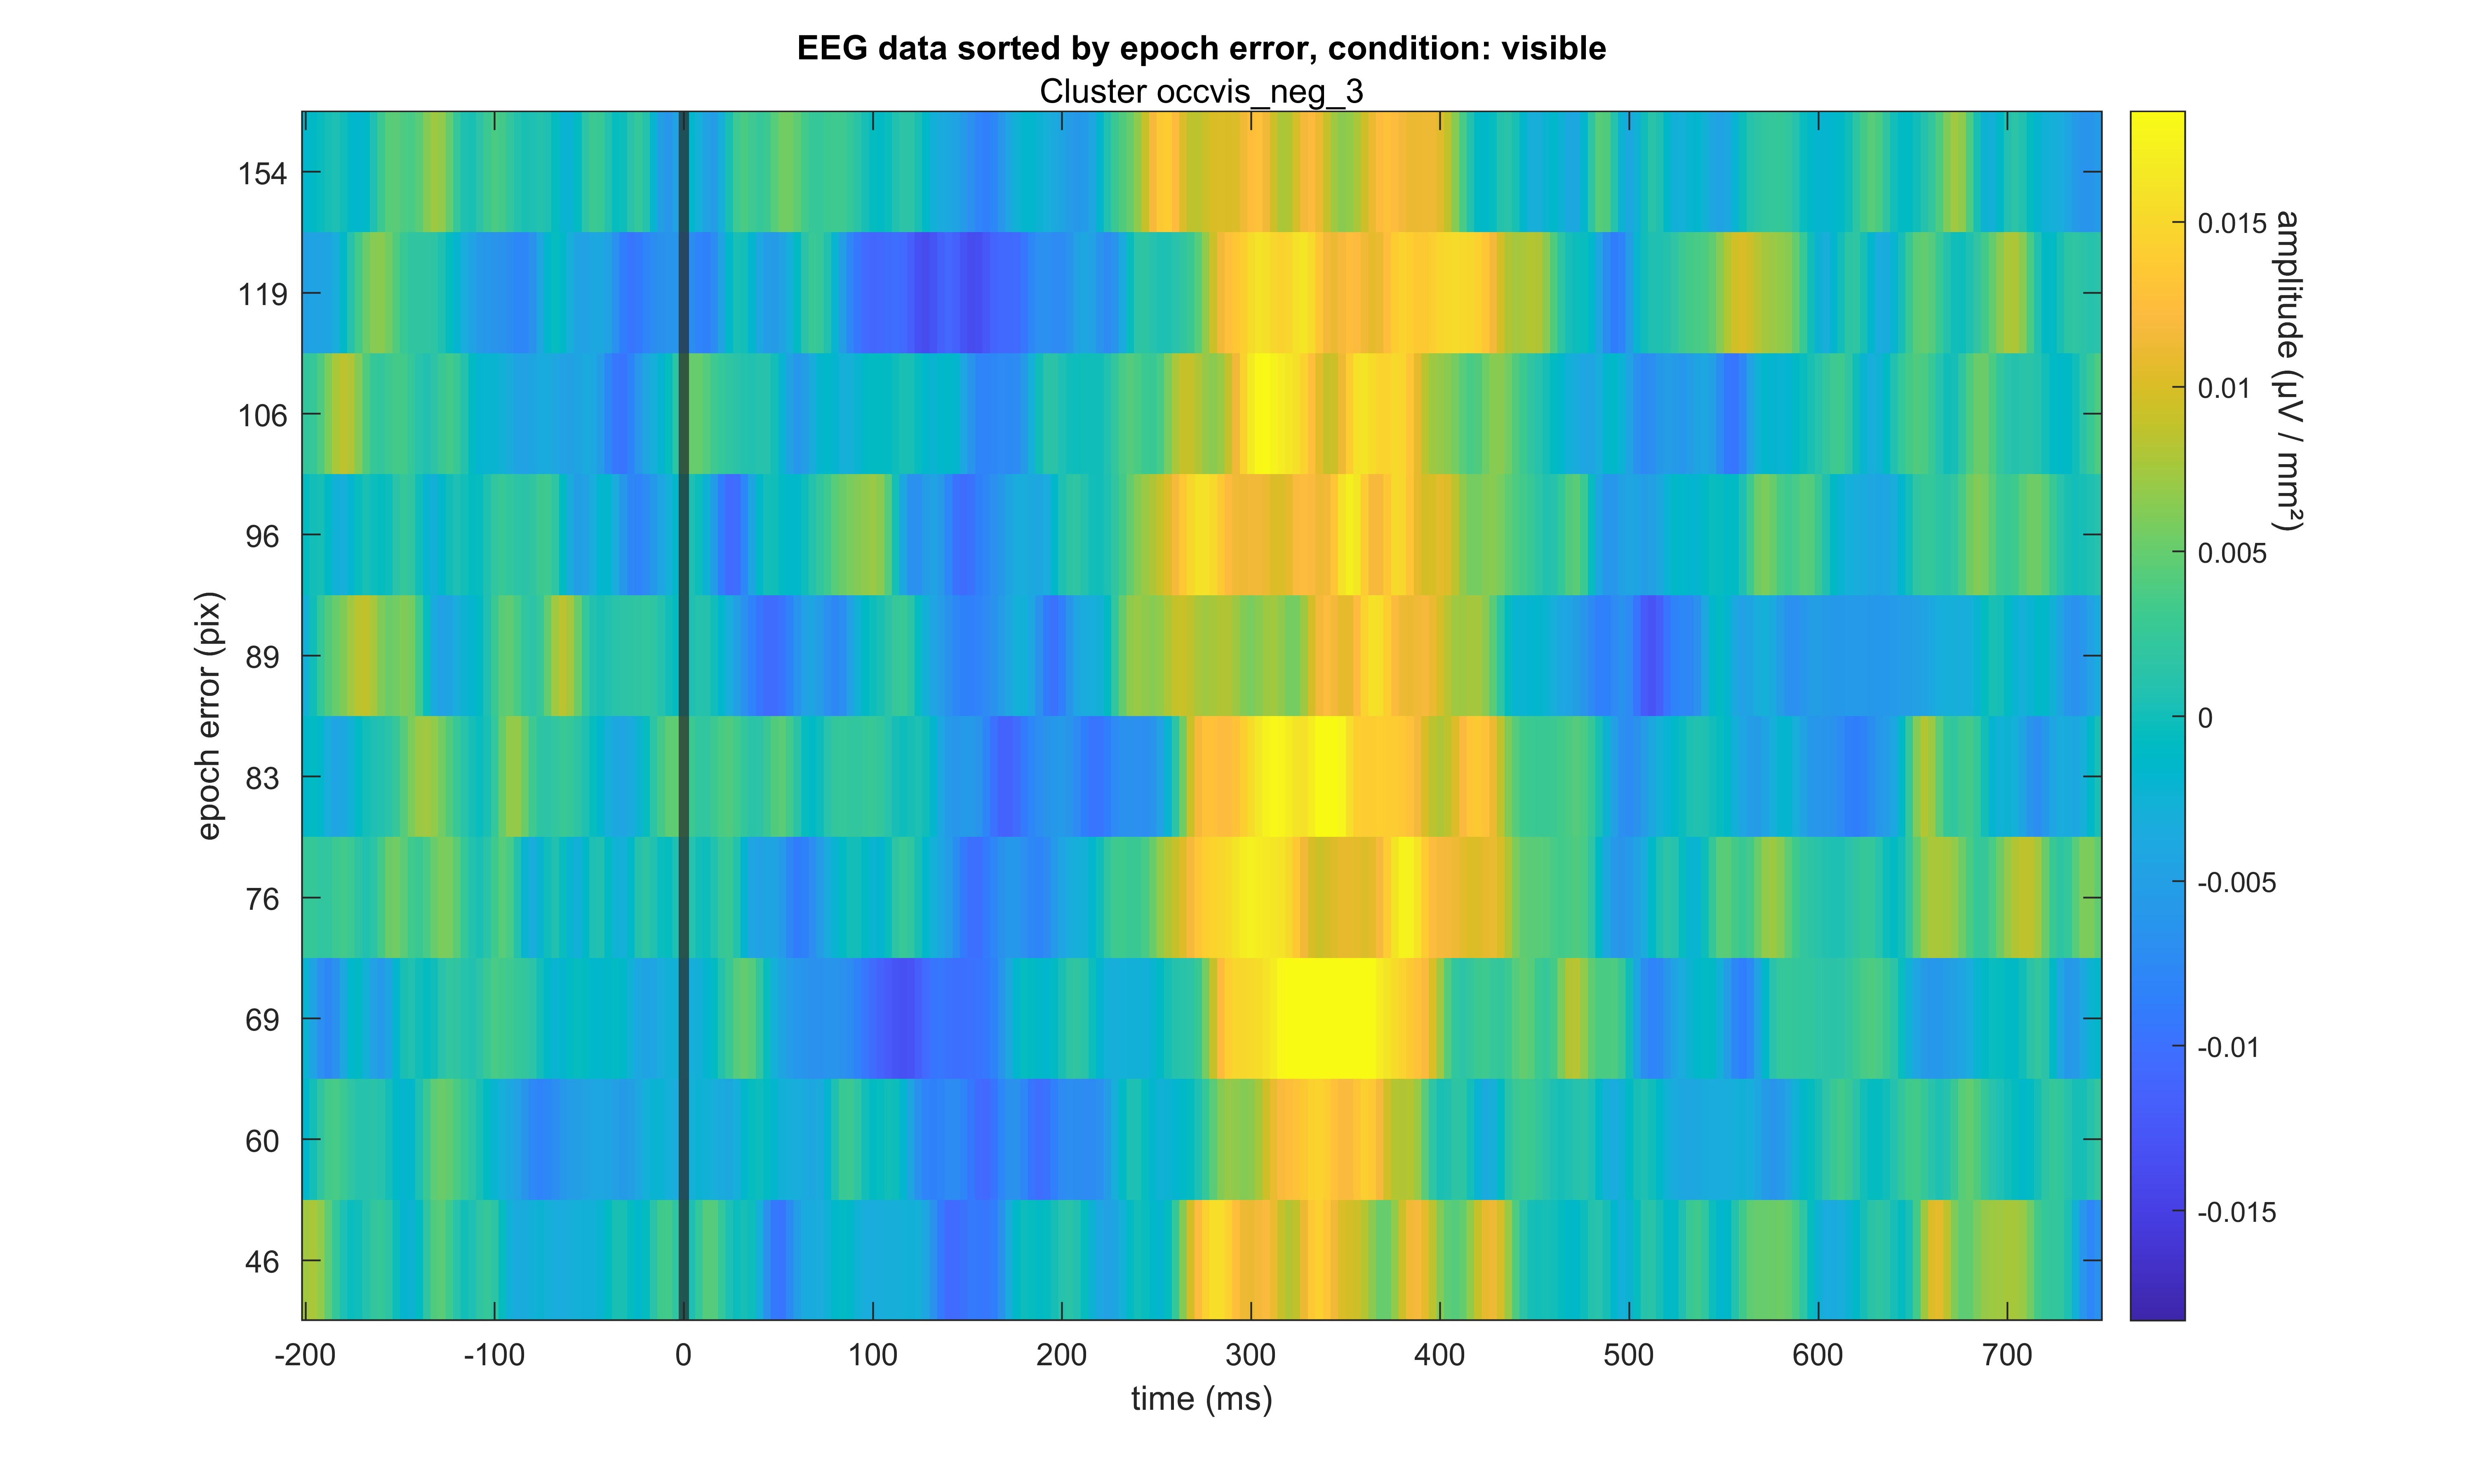 EEG data sorted by epoch error, condition: visible
Cluster occvis_neg_3
epoch error (pix)
154
119
106
96
89
83
76
69
60
46
-200 -100 0 100 200 300 400 500 600 700
time (ms)
0.015
0.01
0.005
0
-0.005
-0.01
-0.015
amplitude (µV / mm²)